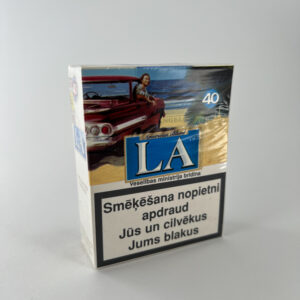 40
LA
Veselības ministrija brīdina
Smēķēšana nopietni
apdraud
Jūs un cilvēkus
Jums blakus